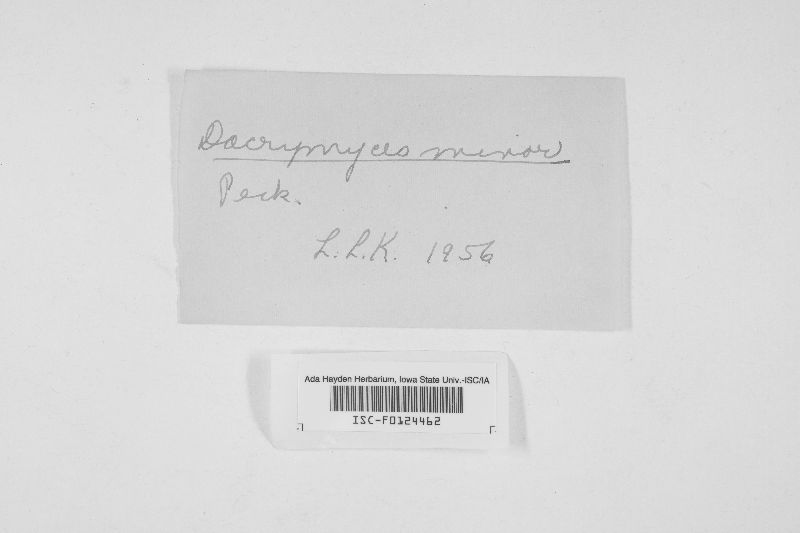 Dacrymyces minor
Peck.
L.L.K. 1956
Ada Hayden Herbarium, Iowa State Univ.-ISC/IA
ISC-F0124462